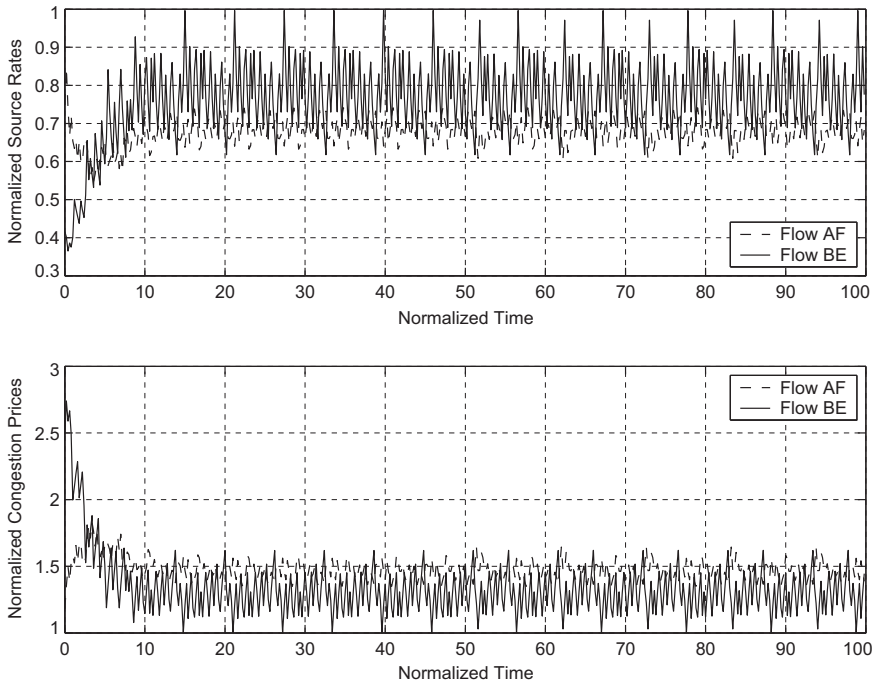 Normalized Source Rates
1
0.9
0.8
0.7
0.6
0.5
0.4
0.3
Flow AF
Flow BE
0 10 20 30 40 50 60 70 80 90 100
Normalized Time
Normalized Congestion Prices
3
2.5
2
1.5
1
Flow AF
Flow BE
0 10 20 30 40 50 60 70 80 90 100
Normalized Time